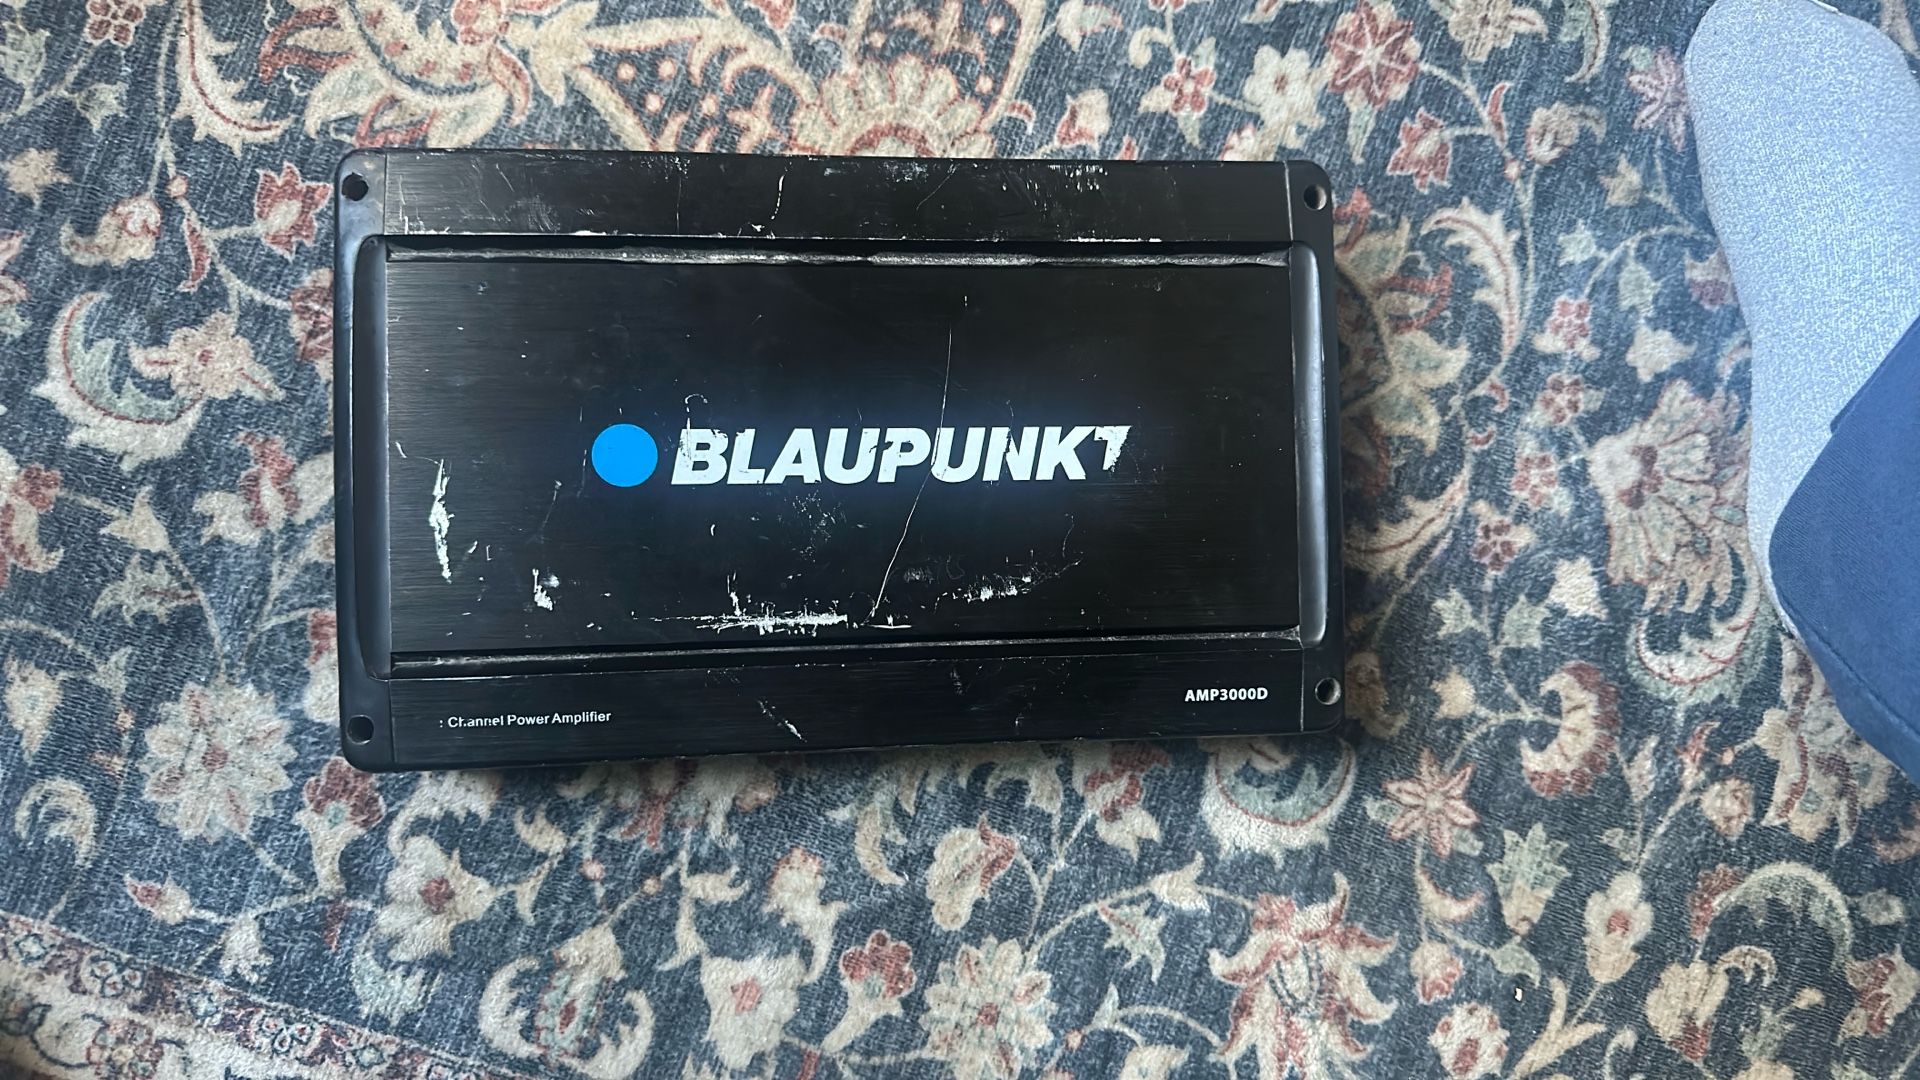 BLAUPUNKT
AMP3000D
Channel Power Amplifier